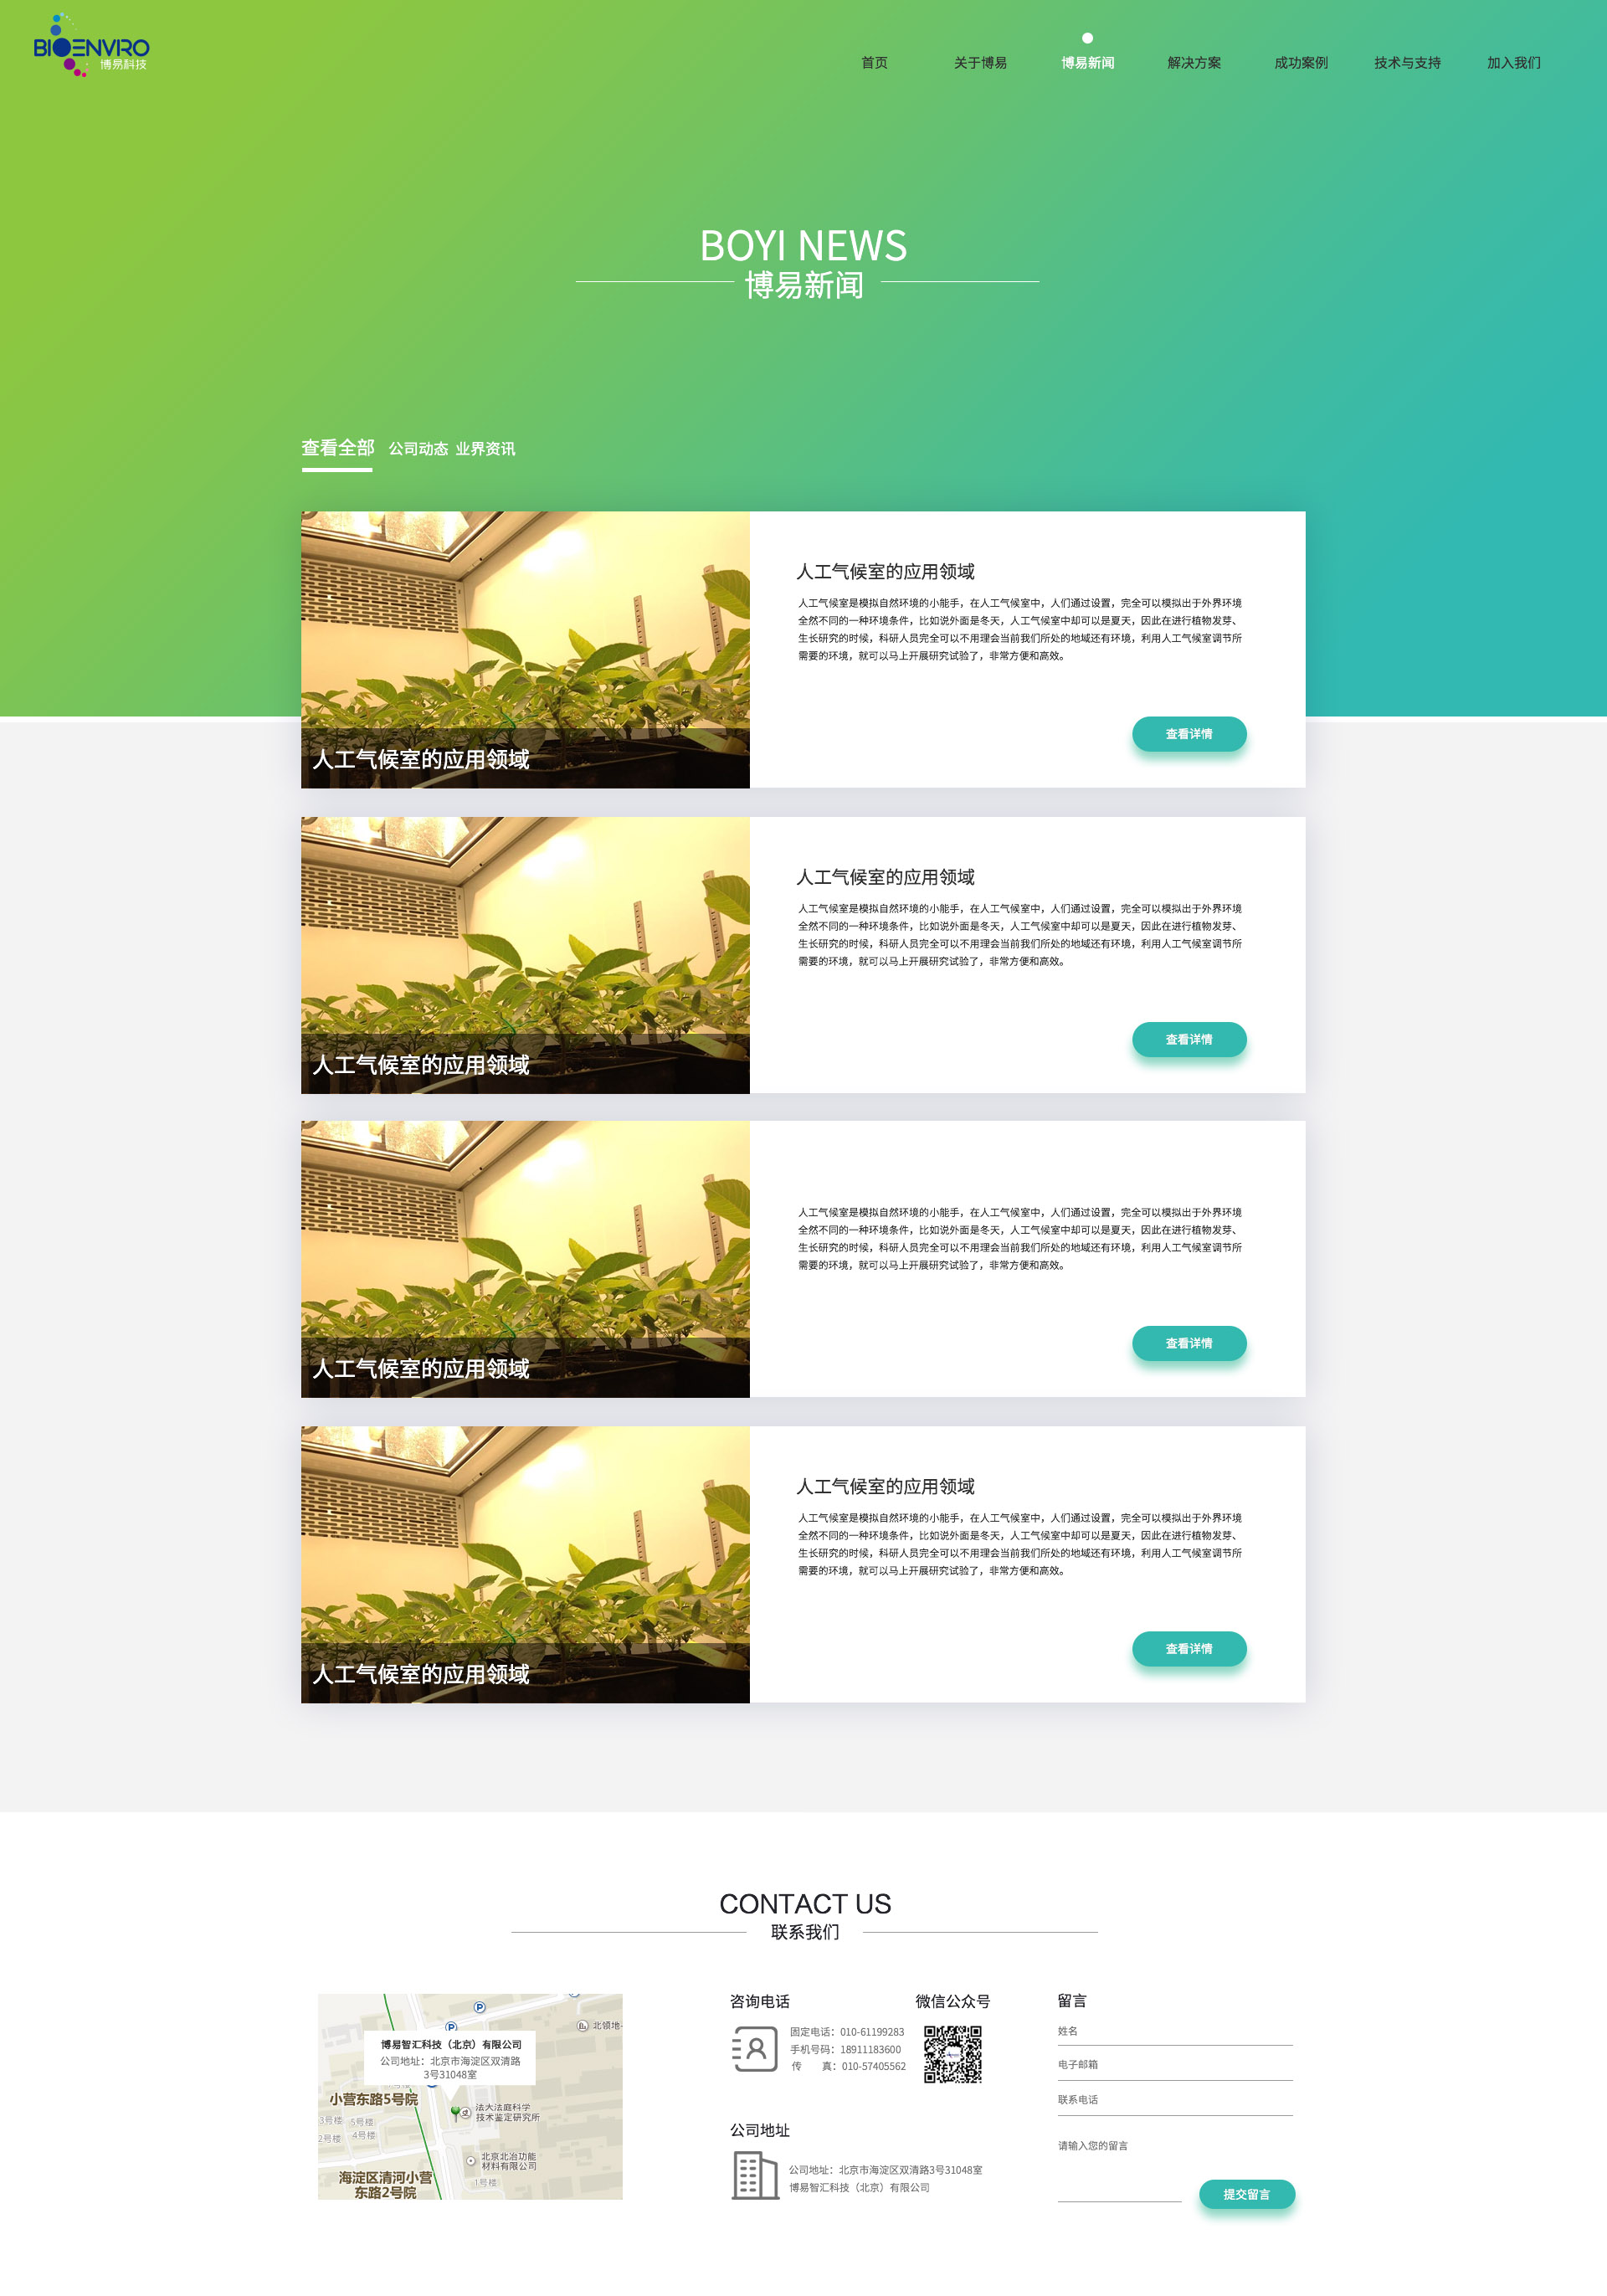 BIOENVIRO
博易科技
首页
关于博易
博易新闻
解决方案
成功案例
技术与支持
加入我们
BOYI NEWS
博易新闻
查看全部
公司动态
业界资讯
人工气候室的应用领域
人工气候室的应用领域
人工气候室是模拟自然环境的小能手，在人工气候室中，人们通过设置，完全可以模拟出于外界环境
全然不同的一种环境条件，比如说外面是冬天，人工气候室中却可以是夏天，因此在进行植物发芽、
生长研究的时候，科研人员完全可以不用理会当前我们所处的地域还有环境，利用人工气候室调节所
需要的环境，就可以马上开展研究试验了，非常方便和高效。
查看详情
人工气候室的应用领域
人工气候室的应用领域
人工气候室是模拟自然环境的小能手，在人工气候室中，人们通过设置，完全可以模拟出于外界环境
全然不同的一种环境条件，比如说外面是冬天，人工气候室中却可以是夏天，因此在进行植物发芽、
生长研究的时候，科研人员完全可以不用理会当前我们所处的地域还有环境，利用人工气候室调节所
需要的环境，就可以马上开展研究试验了，非常方便和高效。
查看详情
人工气候室的应用领域
人工气候室是模拟自然环境的小能手，在人工气候室中，人们通过设置，完全可以模拟出于外界环境
全然不同的一种环境条件，比如说外面是冬天，人工气候室中却可以是夏天，因此在进行植物发芽、
生长研究的时候，科研人员完全可以不用理会当前我们所处的地域还有环境，利用人工气候室调节所
需要的环境，就可以马上开展研究试验了，非常方便和高效。
查看详情
人工气候室的应用领域
人工气候室的应用领域
人工气候室是模拟自然环境的小能手，在人工气候室中，人们通过设置，完全可以模拟出于外界环境
全然不同的一种环境条件，比如说外面是冬天，人工气候室中却可以是夏天，因此在进行植物发芽、
生长研究的时候，科研人员完全可以不用理会当前我们所处的地域还有环境，利用人工气候室调节所
需要的环境，就可以马上开展研究试验了，非常方便和高效。
查看详情
CONTACT US
联系我们
P
P
北领地
博易智汇科技（北京）有限公司
公司地址：北京市海淀区双清路
3号31048室
小营东路5号院
法大法庭科学
技术鉴定研究所
3号楼
5号楼
2号楼
4号楼
北京北冶功能
材料有限公司
1号楼
海淀区清河小营
东路2号院
咨询电话
固定电话：010-61199283
手机号码：18911183600
传　　真：010-57405562
微信公众号
公司地址
公司地址：北京市海淀区双清路3号31048室
博易智汇科技（北京）有限公司
留言
姓名
电子邮箱
联系电话
请输入您的留言
提交留言